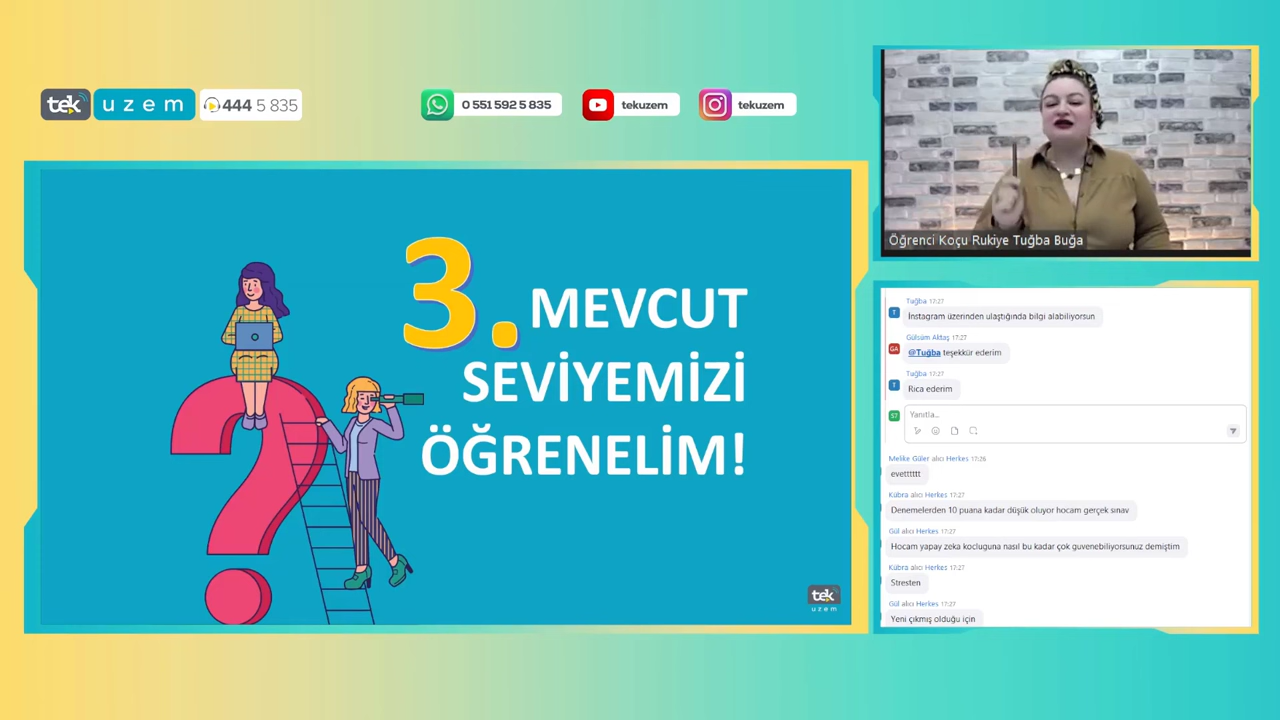 tek uzem 444 5 835
0 551 592 5 835
tekuzem
tekuzem
3. MEVCUT
SEVİYEMİZİ
ÖĞRENELİM!
tek
uzem
Öğrenci Koçu Rukiye Tuğba Buğa
Tuğba 17:27
T
İnstagram üzerinden ulaştığında bilgi alabiliyorsun
Gülsüm Aktaş 17:27
GA
@Tuğba teşekkür ederim
Tuğba 17:27
T
Rica ederim
Yanıtla...
Melike Güler alıcı Herkes 17:26
evetttttt
Kübra alıcı Herkes 17:27
Denemelerden 10 puana kadar düşük oluyor hocam gerçek sınav
Gül alıcı Herkes 17:27
Hocam yapay zeka kocluguna nasıl bu kadar çok guvenebiliyorsunuz demiştim
Kübra alıcı Herkes 17:27
Stresten
Gül alıcı Herkes 17:27
Yeni çıkmış olduğu için